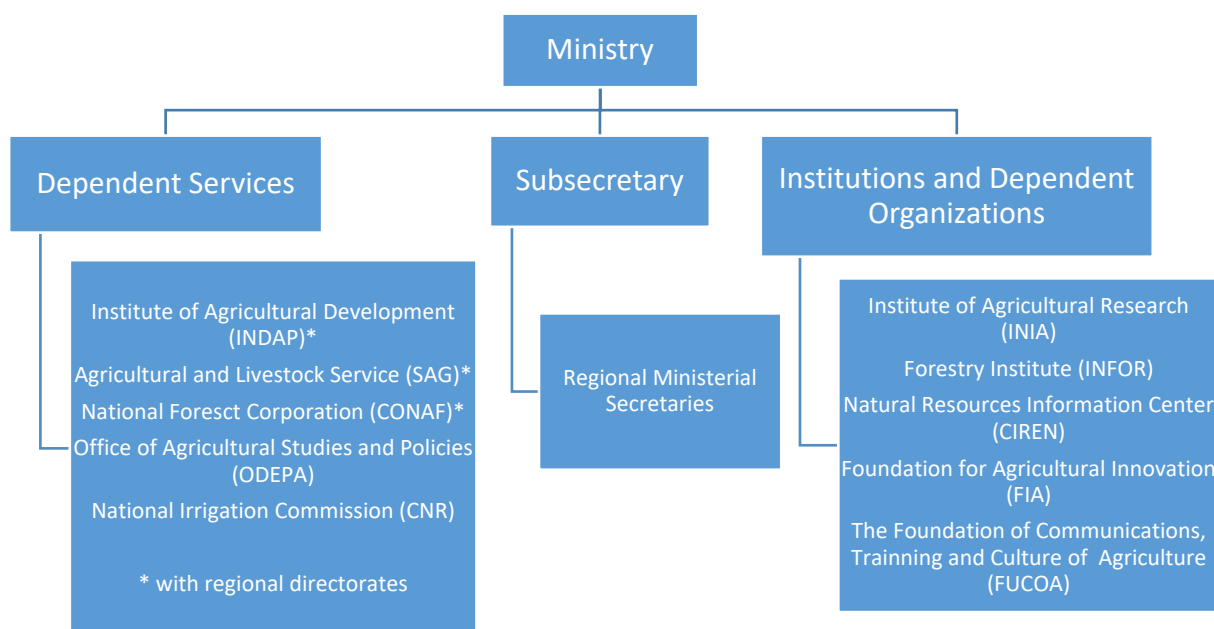 Ministry
Dependent Services
Subsecretary
Institutions and Dependent
Organizations
Institute of Agricultural Development
(INDAP)*
Agricultural and Livestock Service (SAG)*
National Foresct Corporation (CONAF)*
Office of Agricultural Studies and Policies
(ODEPA)
National Irrigation Commission (CNR)
* with regional directorates
Regional Ministerial
Secretaries
Institute of Agricultural Research
(INIA)
Forestry Institute (INFOR)
Natural Resources Information Center
(CIREN)
Foundation for Agricultural Innovation
(FIA)
The Foundation of Communications,
Trainning and Culture of  Agriculture
(FUCOA)